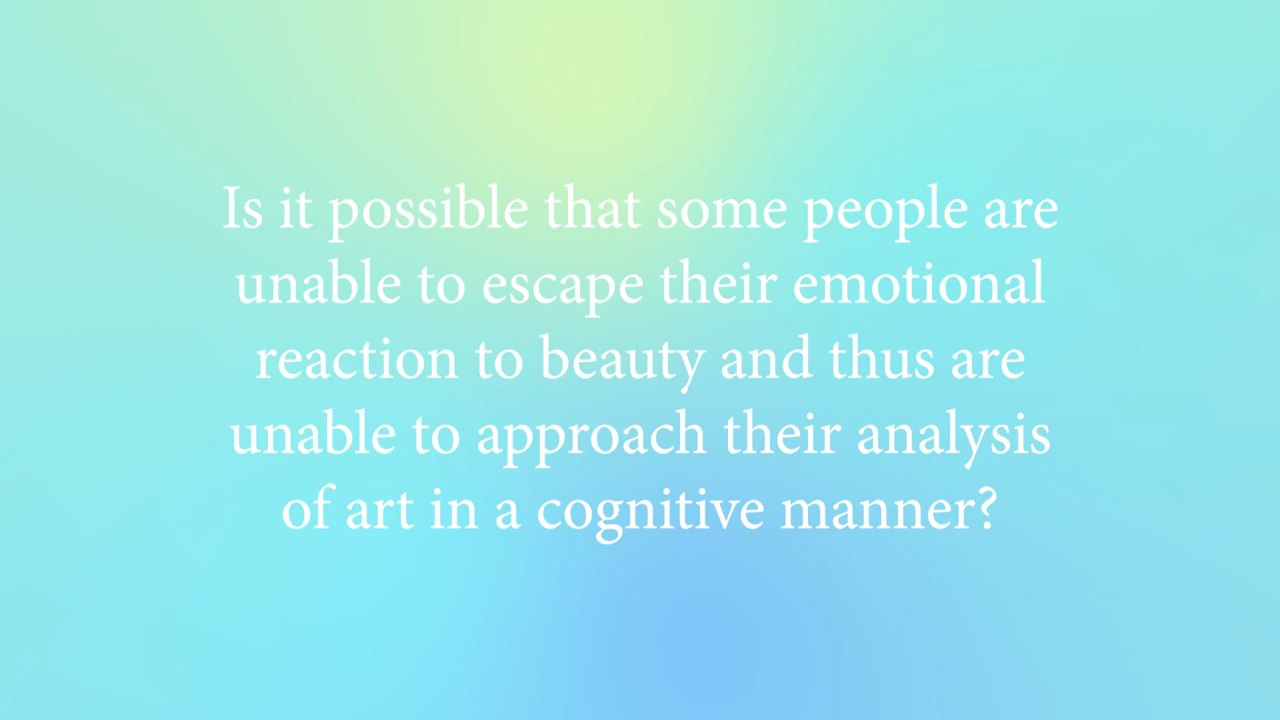 Is it possible that some people are
unable to escape their emotional
reaction to beauty and thus are
unable to approach their analysis
of art in a cognitive manner?